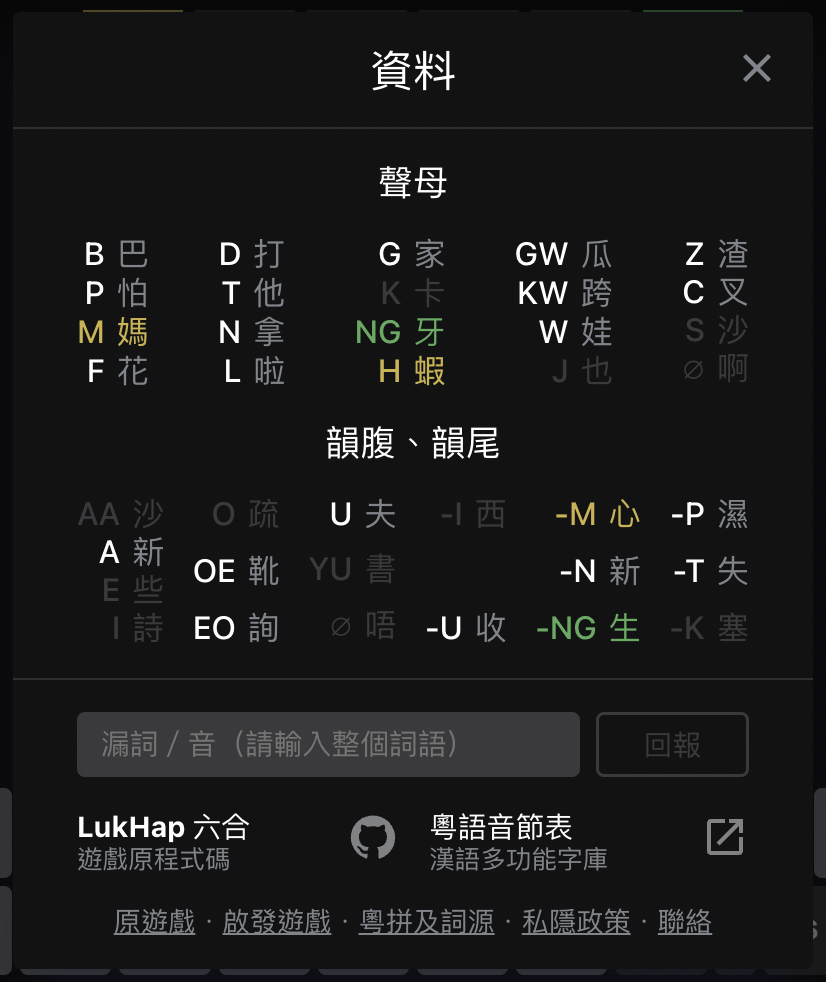 資料
聲母
B 巴 D 打 G 家 GW 瓜 Z 渣
P 怕 T 他 K 卡 KW 跨 C 叉
M 媽 N 拿 NG 牙 W 娃 S 沙
F 花 L 啦 H 蝦 J 也 ∅ 啊
韻腹、韻尾
AA 沙 O 疏 U 夫 -I 西 -M 心 -P 濕
A 新
OE 靴 YU 書 -N 新 -T 失
E 些
I 詩 EO 詢 ∅ 唔 -U 收 -NG 生 -K 塞
漏詞 / 音（請輸入整個詞語） 回報
LukHap 六合 粵語音節表
遊戲原程式碼 漢語多功能字庫
原遊戲 · 啟發遊戲 · 粵拼及詞源 · 私隱政策 · 聯絡